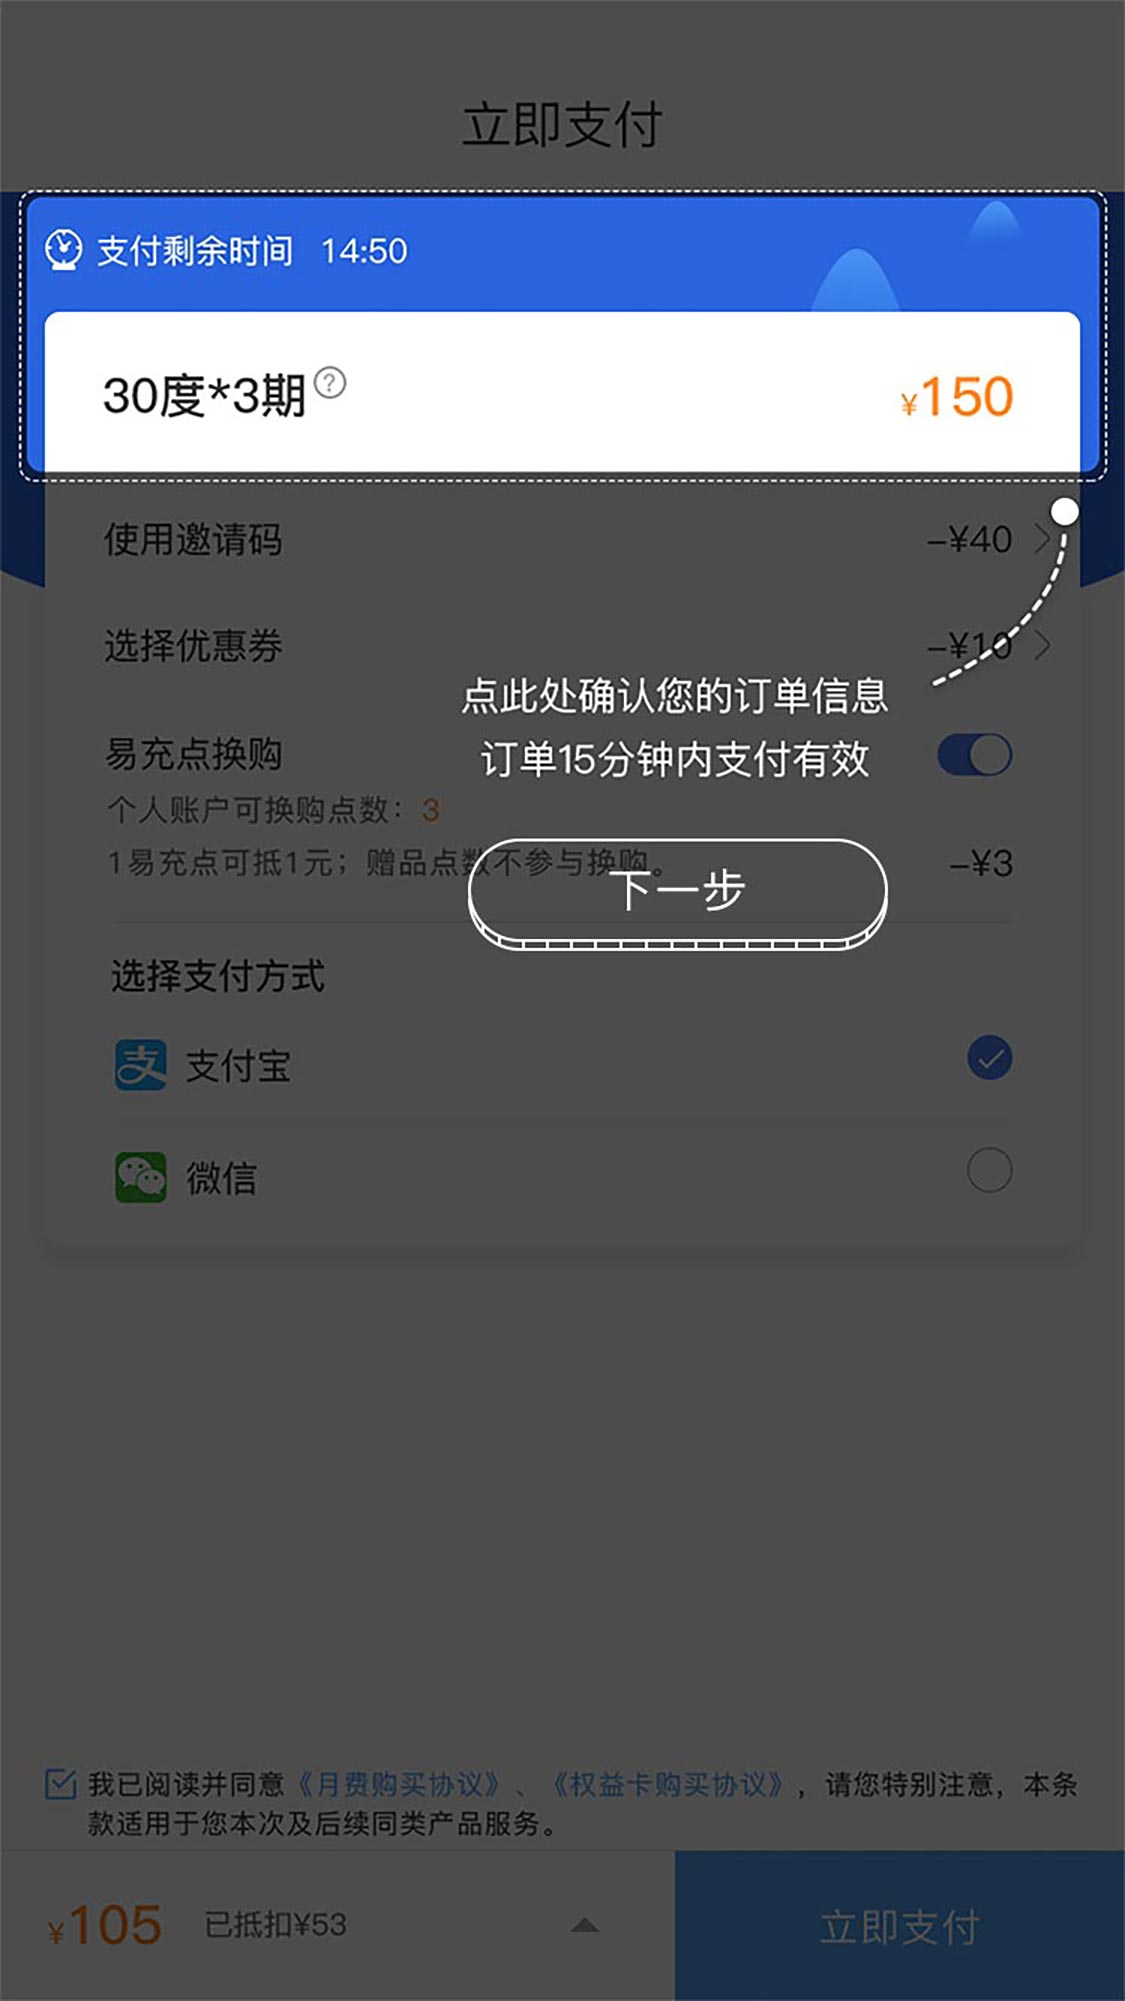 立即支付
支付剩余时间 14:50
30度*3期?
¥150
使用邀请码 -¥40
选择优惠券 -¥10
点此处确认您的订单信息
订单15分钟内支付有效
易充点换购
个人账户可换购点数：3
1易充点可抵1元；赠品点数不参与换购。 -¥3
下一步
选择支付方式
支付宝
微信
我已阅读并同意《月费购买协议》、《权益卡购买协议》，请您特别注意，本条
款适用于您本次及后续同类产品服务。
¥105 已抵扣¥53
立即支付